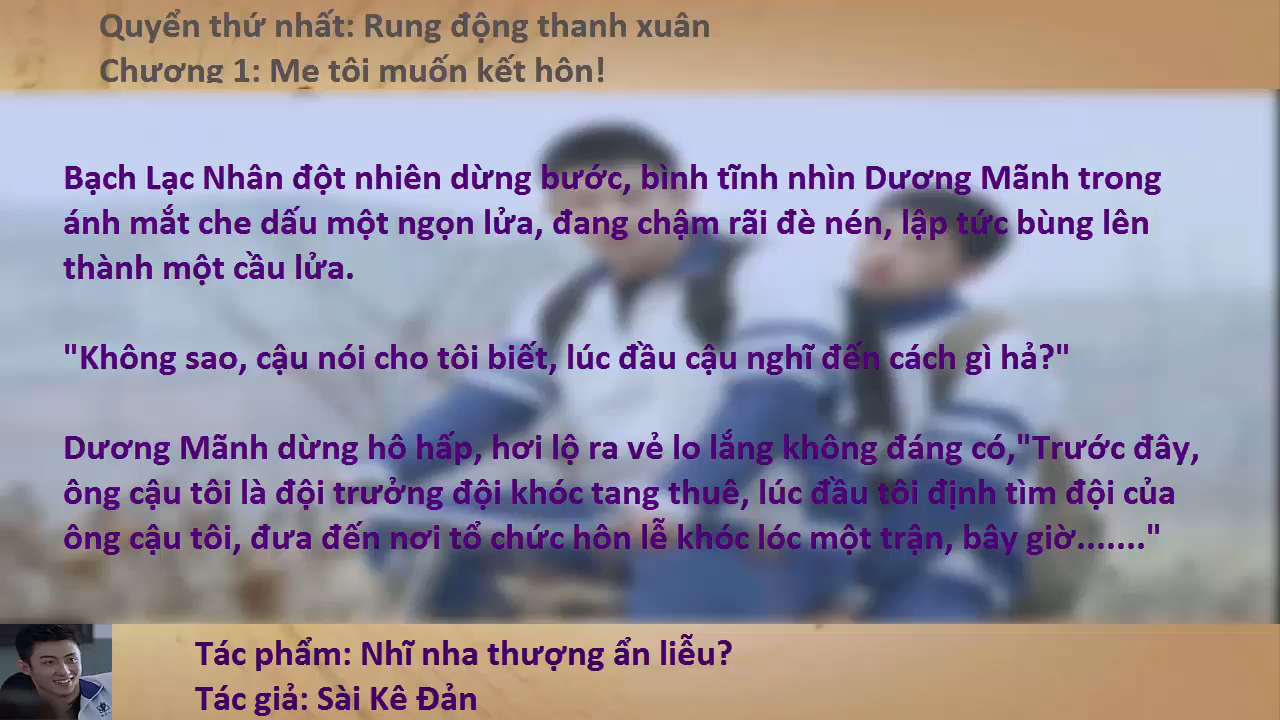 Quyển thứ nhất: Rung động thanh xuân
Chương 1: Mẹ tôi muốn kết hôn!
Bạch Lạc Nhân đột nhiên dừng bước, bình tĩnh nhìn Dương Mãnh trong
ánh mắt che dấu một ngọn lửa, đang chậm rãi đè nén, lập tức bùng lên
thành một cầu lửa.
"Không sao, cậu nói cho tôi biết, lúc đầu cậu nghĩ đến cách gì hả?"
Dương Mãnh dừng hô hấp, hơi lộ ra vẻ lo lắng không đáng có,"Trước đây,
ông cậu tôi là đội trưởng đội khóc tang thuê, lúc đầu tôi định tìm đội của
ông cậu tôi, đưa đến nơi tổ chức hôn lễ khóc lóc một trận, bây giờ......."
Tác phẩm: Nhĩ nha thượng ẩn liễu?
Tác giả: Sài Kê Đản